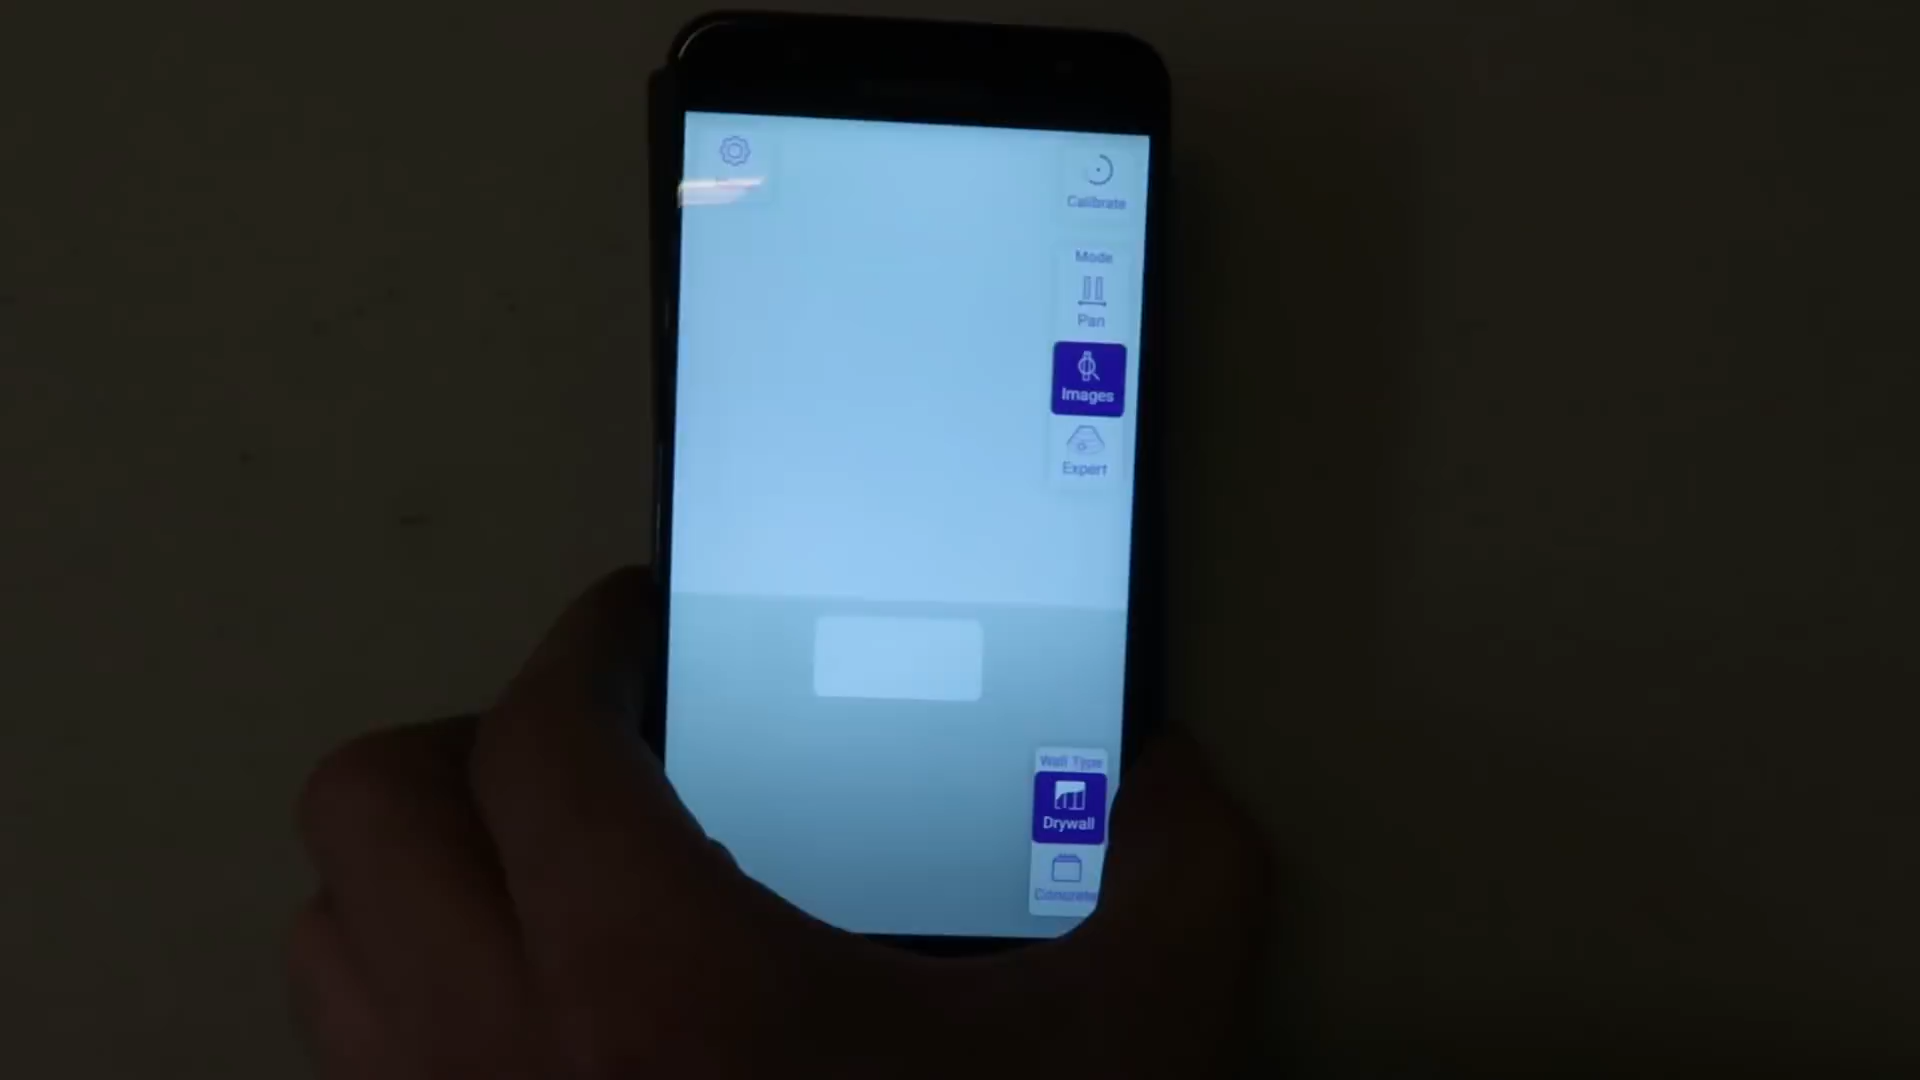 Calibrate
Mode
Pan
Images
Expert
Wall Type
Drywall
Concrete